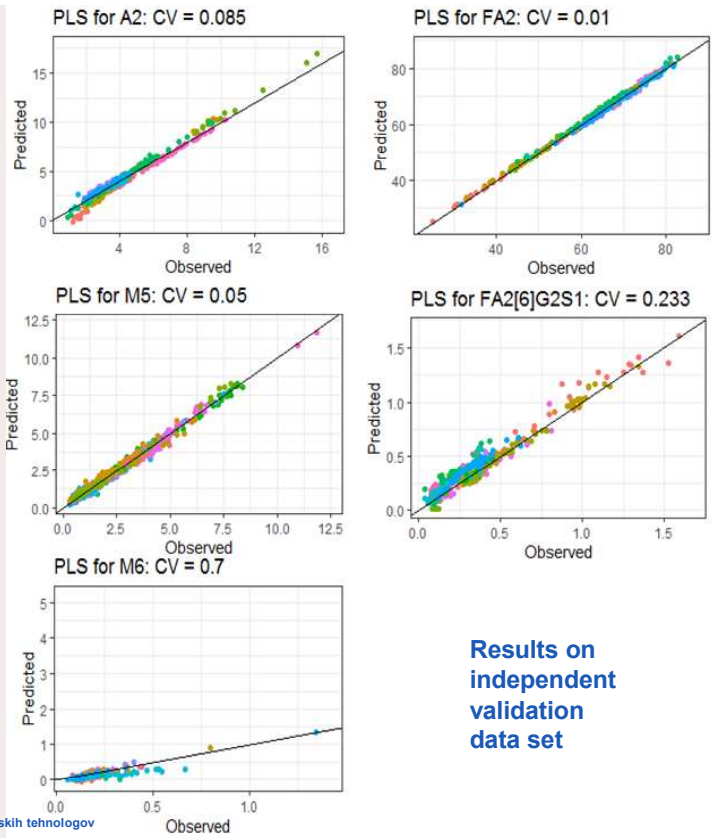 PLS for A2: CV = 0.085
Predicted
15
10
5
0
4 8 12 16
Observed
PLS for FA2: CV = 0.01
Predicted
80
60
40
40 60 80
Observed
PLS for M5: CV = 0.05
Predicted
12.5
10.0
7.5
5.0
2.5
0.0
0.0 2.5 5.0 7.5 10.0 12.5
Observed
PLS for FA2[6]G2S1: CV = 0.233
Predicted
1.5
1.0
0.5
0.0
0.0 0.5 1.0 1.5
Observed
PLS for M6: CV = 0.7
Predicted
5
4
3
2
1
0
0.0 0.5 1.0
Observed
Results on
independent
validation
data set
skih tehnologov